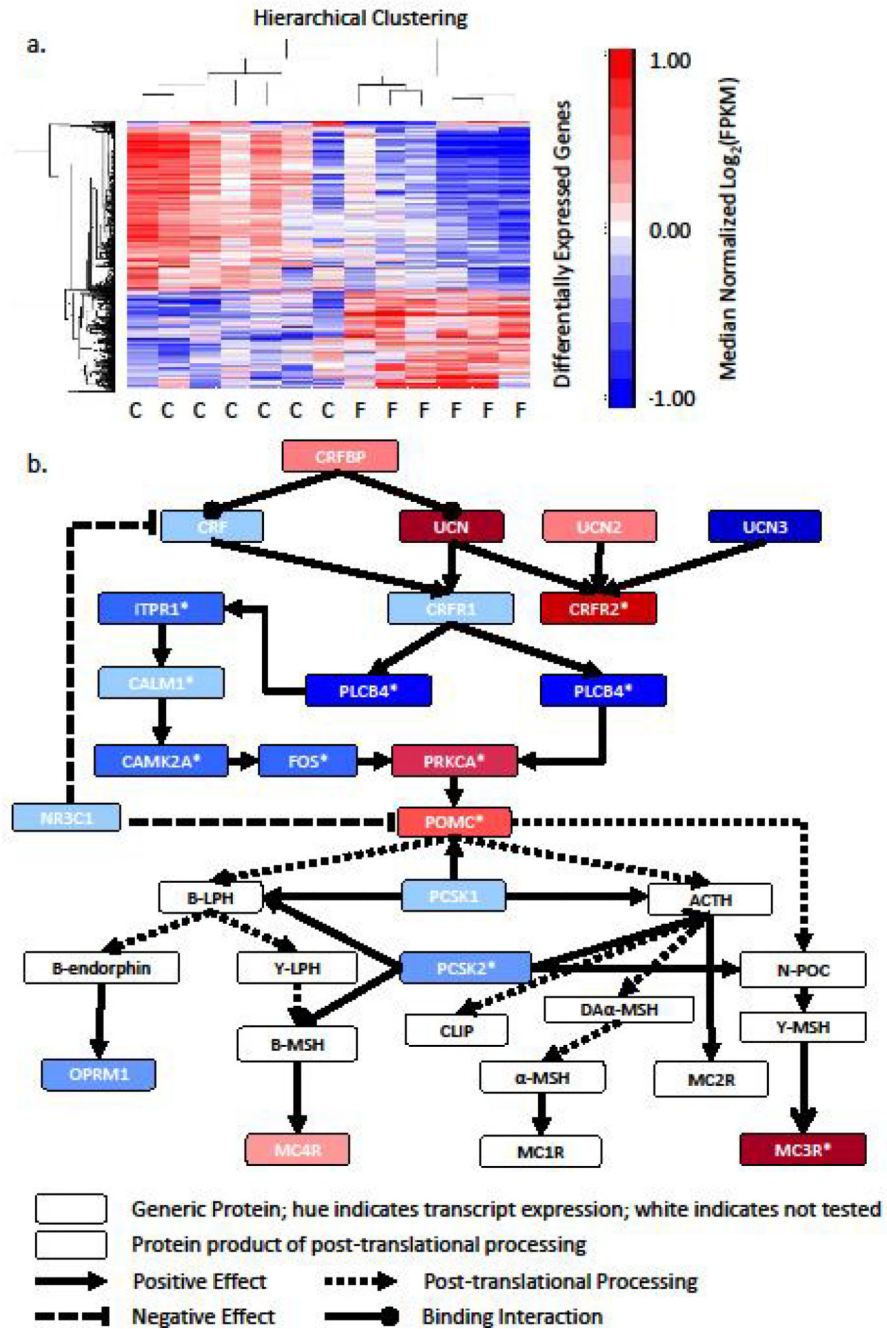 Hierarchical Clustering
a.
Differentially Expressed Genes
1.00
0.00
-1.00
Median Normalized Log2(FPKM)
C C C C C C C F F F F F F
b.
CRFBP
CRF UCN UCN2 UCN3
ITPR1* CRFR1 CRFR2*
CALM1* PLCB4* PLCB4*
CAMK2A* FOS* PRKCA*
NR3C1 POMC*
B-LPH PCSK1 ACTH
B-endorphin Y-LPH PCSK2* N-POC
CLIP DAα-MSH
B-MSH Y-MSH
OPRM1 α-MSH MC2R
MC4R MC1R MC3R*
Generic Protein; hue indicates transcript expression; white indicates not tested
Protein product of post-translational processing
Positive Effect Post-translational Processing
Negative Effect Binding Interaction